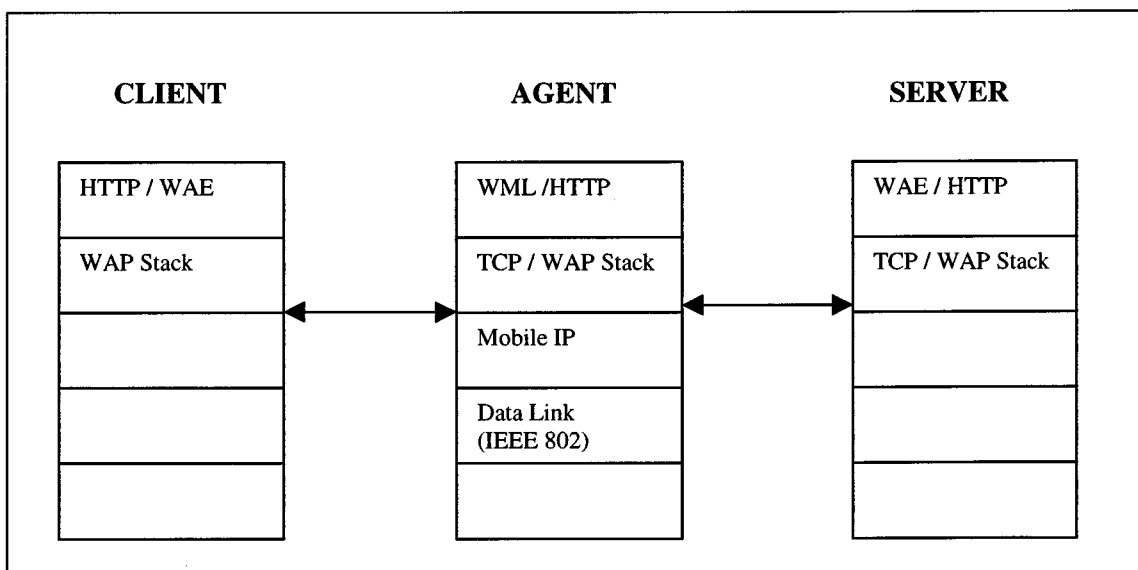 CLIENT
AGENT
SERVER
HTTP / WAE
WML /HTTP
WAE / HTTP
WAP Stack
TCP / WAP Stack
TCP / WAP Stack
Mobile IP
Data Link
(IEEE 802)